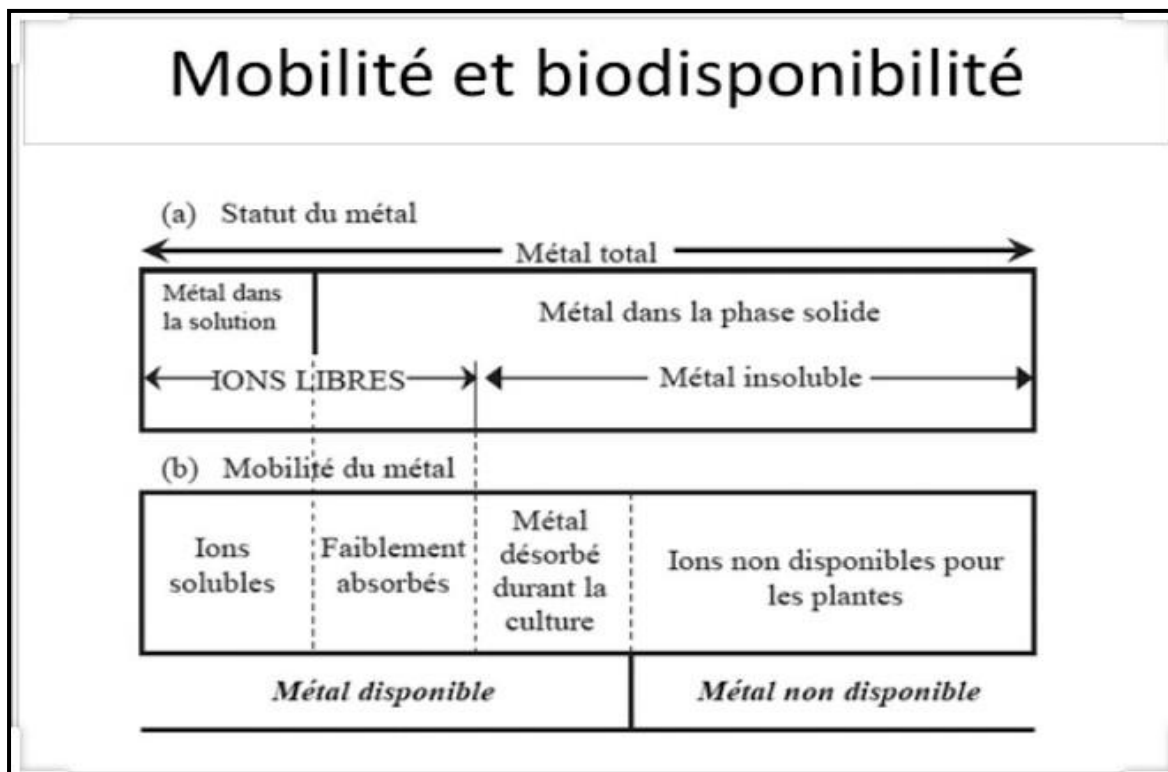 Mobilité et biodisponibilité
(a) Statut du métal
Métal total
Métal dans
la solution
Métal dans la phase solide
IONS LIBRES
Métal insoluble
(b) Mobilité du métal
Ions
solubles
Faiblement
absorbés
Métal
désorbé
durant la
culture
Ions non disponibles pour
les plantes
Métal disponible
Métal non disponible